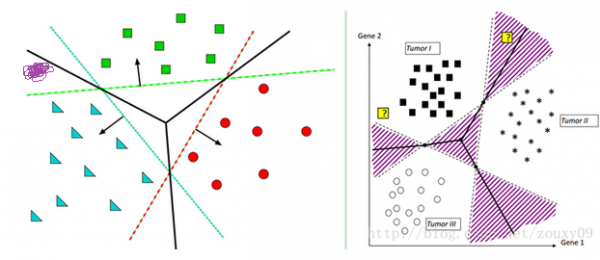 Gene 2
Tumor I
?
?
Tumor II
Tumor III
Gene 1